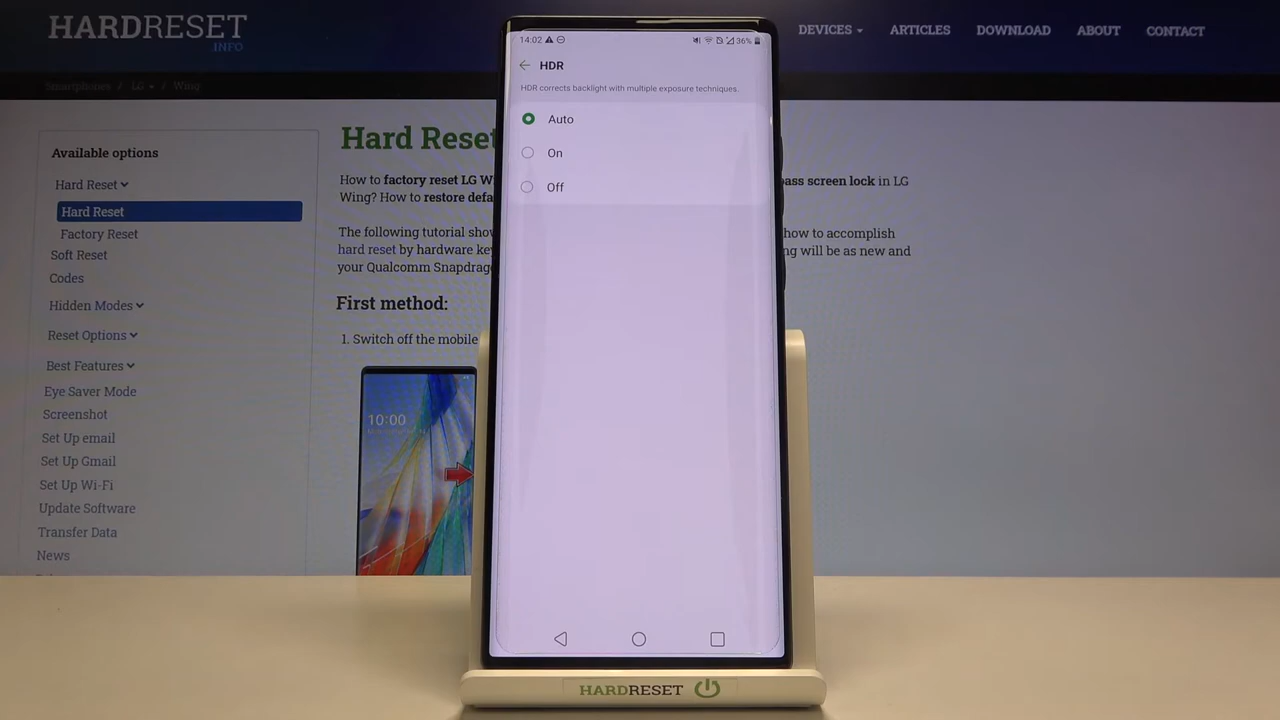 HARDRESET
.INFO
DEVICES
ARTICLES
DOWNLOAD
ABOUT
CONTACT
Smartphones / LG / Wing
Available options
Hard Reset
Hard Reset
Factory Reset
Soft Reset
Codes
Hidden Modes
Reset Options
Best Features
Eye Saver Mode
Screenshot
Set Up email
Set Up Gmail
Set Up Wi-Fi
Update Software
Transfer Data
News
Hard Reset
How to factory reset LG W
ass screen lock in LG
Wing? How to restore defa
The following tutorial show
how to accomplish
hard reset by hardware key
ng will be as new and
your Qualcomm Snapdrag
First method:
1. Switch off the mobile
10:00
14:02
36%
HDR
HDR corrects backlight with multiple exposure techniques.
Auto
On
Off
HARDRESET